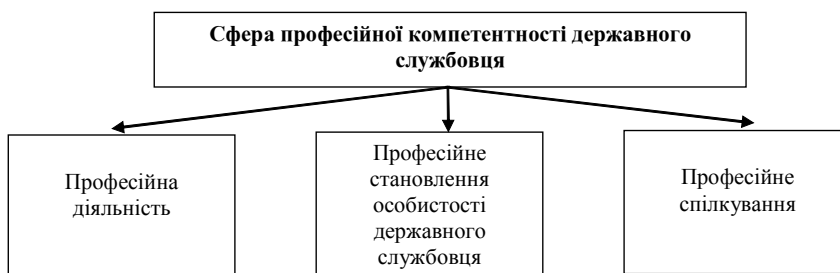 Сфера професійної компетентності державного
службовця
Професійна
діяльність
Професійне
становлення
особистості
державного
службовця
Професійне
спілкування